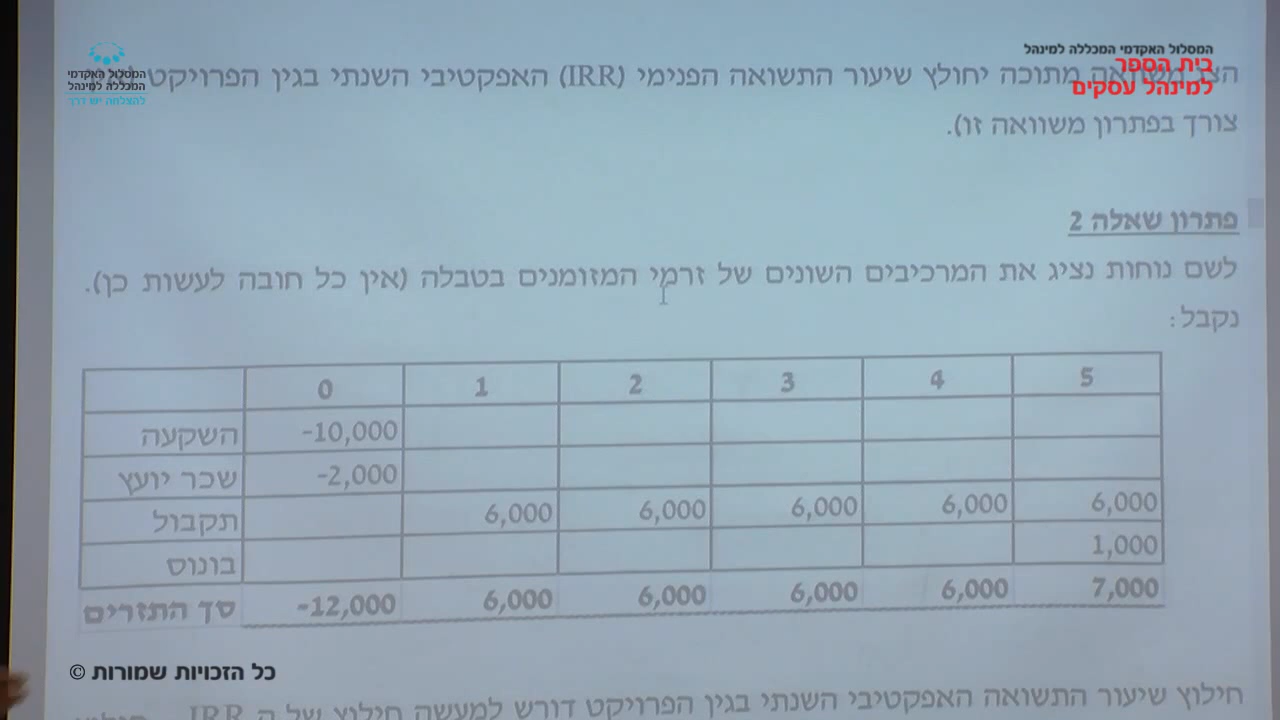 המסלול האקדמי המכללה למינהל
בית הספר
למינהל עסקים
המסלול האקדמי
המכללה למינהל
להצלחה יש דרך
מתוכה יחולץ שיעור התשואה הפנימי (IRR) האפקטיבי השנתי בגין הפרויקט
צורך בפתרון משוואה זו).
פתרון שאלה 2
לשם נוחות נציג את המרכיבים השונים של זרמי המזומנים בטבלה (אין כל חובה לעשות כן).
נקבל:
0 1 2 3 4 5
השקעה -10,000
שכר יועץ -2,000
תקבול 6,000 6,000 6,000 6,000 6,000
בונוס 1,000
סך התזרים -12,000 6,000 6,000 6,000 6,000 7,000
כל הזכויות שמורות ©
חילוץ שיעור התשואה האפקטיבי השנתי בגין הפרויקט דורש למעשה חילוץ של ה IRR